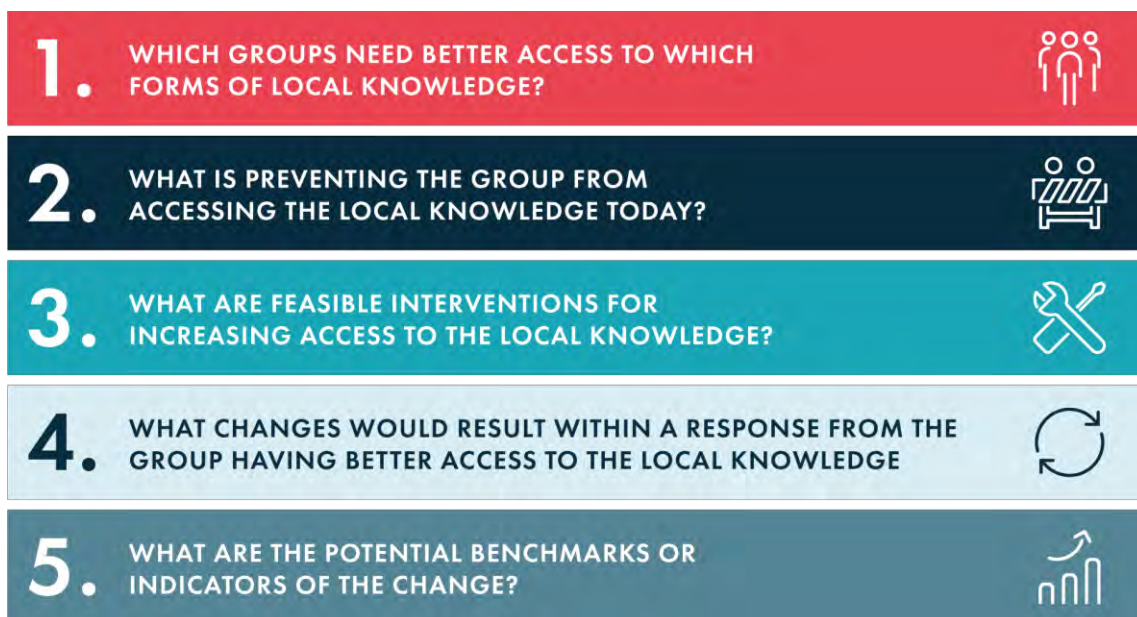 1. WHICH GROUPS NEED BETTER ACCESS TO WHICH
FORMS OF LOCAL KNOWLEDGE?
2. WHAT IS PREVENTING THE GROUP FROM
ACCESSING THE LOCAL KNOWLEDGE TODAY?
3. WHAT ARE FEASIBLE INTERVENTIONS FOR
INCREASING ACCESS TO THE LOCAL KNOWLEDGE?
4. WHAT CHANGES WOULD RESULT WITHIN A RESPONSE FROM THE
GROUP HAVING BETTER ACCESS TO THE LOCAL KNOWLEDGE
5. WHAT ARE THE POTENTIAL BENCHMARKS OR
INDICATORS OF THE CHANGE?